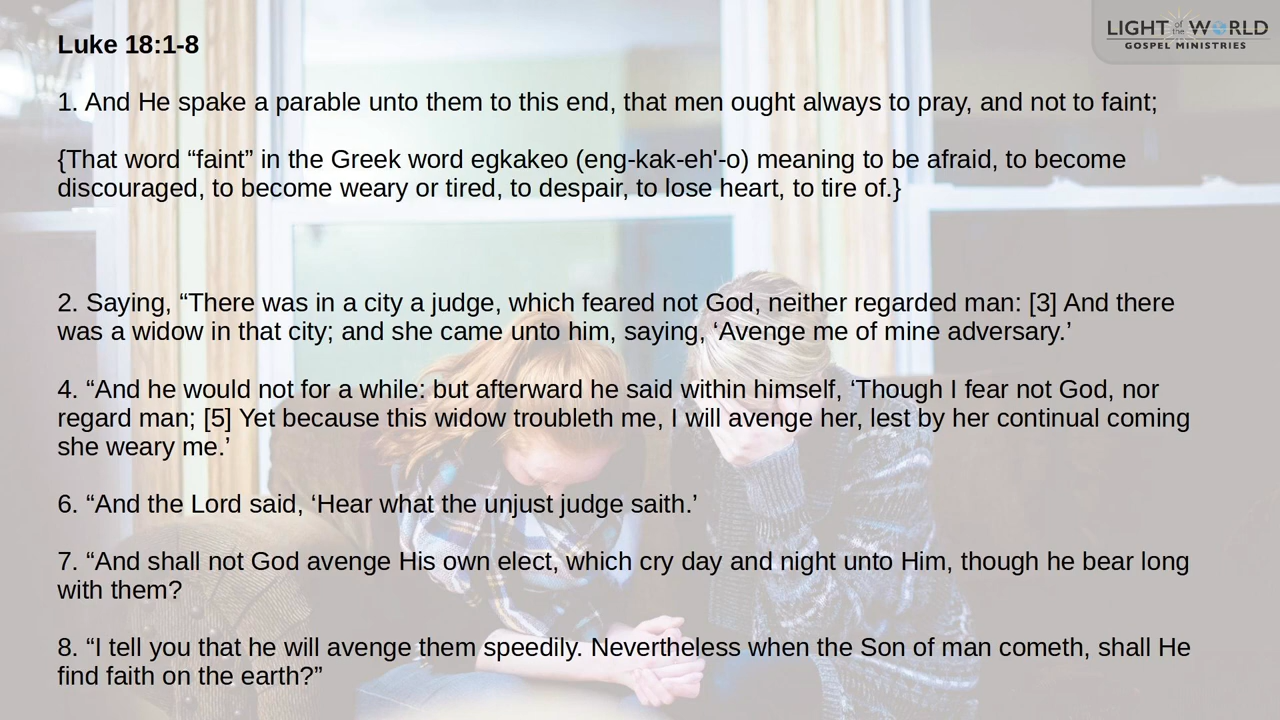 LIGHT of the WORLD
GOSPEL MINISTRIES
Luke 18:1-8
1. And He spake a parable unto them to this end, that men ought always to pray, and not to faint;
{That word “faint” in the Greek word egkakeo (eng-kak-eh'-o) meaning to be afraid, to become
discouraged, to become weary or tired, to despair, to lose heart, to tire of.}
2. Saying, “There was in a city a judge, which feared not God, neither regarded man: [3] And there
was a widow in that city; and she came unto him, saying, ‘Avenge me of mine adversary.’
4. “And he would not for a while: but afterward he said within himself, ‘Though I fear not God, nor
regard man; [5] Yet because this widow troubleth me, I will avenge her, lest by her continual coming
she weary me.’
6. “And the Lord said, ‘Hear what the unjust judge saith.’
7. “And shall not God avenge His own elect, which cry day and night unto Him, though he bear long
with them?
8. “I tell you that he will avenge them speedily. Nevertheless when the Son of man cometh, shall He
find faith on the earth?”